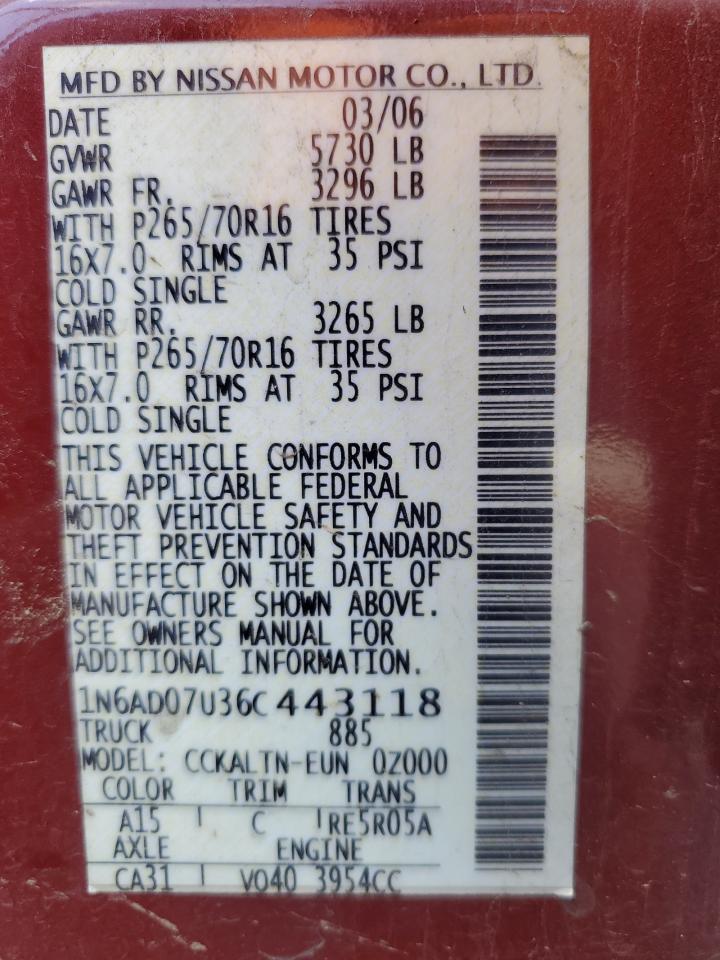 MFD BY NISSAN MOTOR CO., LTD.
DATE 03/06
GVWR 5730 LB
GAWR FR. 3296 LB
WITH P265/70R16 TIRES
16X7.0 RIMS AT 35 PSI
COLD SINGLE
GAWR RR. 3265 LB
WITH P265/70R16 TIRES
16X7.0 RIMS AT 35 PSI
COLD SINGLE
THIS VEHICLE CONFORMS TO
ALL APPLICABLE FEDERAL
MOTOR VEHICLE SAFETY AND
THEFT PREVENTION STANDARDS
IN EFFECT ON THE DATE OF
MANUFACTURE SHOWN ABOVE.
SEE OWNERS MANUAL FOR
ADDITIONAL INFORMATION.
1N6AD07U36C443118
TRUCK 885
MODEL: CCKALTN-EUN 0Z000
COLOR TRIM TRANS
A15 C RE5R05A
AXLE ENGINE
CA31 VO40 3954CC